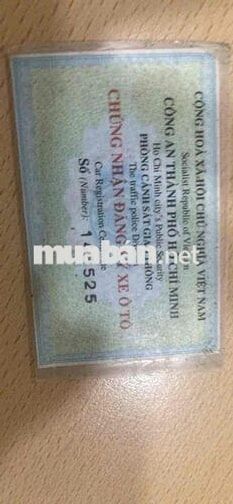 CỘNG HOÀ XÃ HỘI CHỦ NGHĨA VIỆT NAM
Socialist Republic of
CÔNG AN THÀNH PHỐ HỒ CHÍ MINH
Ho Chi Minh city's Public Security
PHÒNG CẢNH SÁT GIAO THÔNG
The traffic police
CHỨNG NHẬN ĐĂNG KÝ XE Ô TÔ
Car Registration
Số (Number): 525
muaban.net